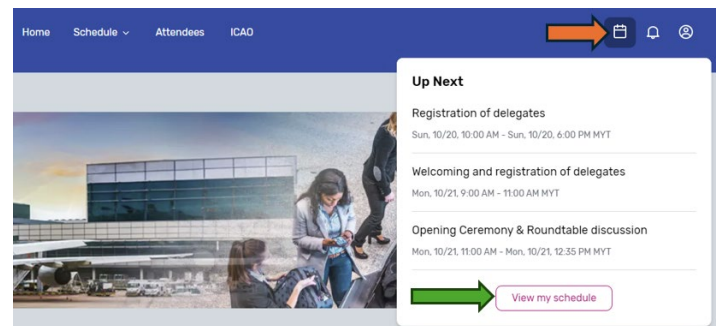 Home Schedule Attendees ICAO
Up Next
Registration of delegates
Sun, 10/20, 10:00 AM - Sun, 10/20, 6:00 PM MYT
Welcoming and registration of delegates
Mon, 10/21, 9:00 AM - 11:00 AM MYT
Opening Ceremony & Roundtable discussion
Mon, 10/21, 11:00 AM - Mon, 10/21, 12:35 PM MYT
View my schedule